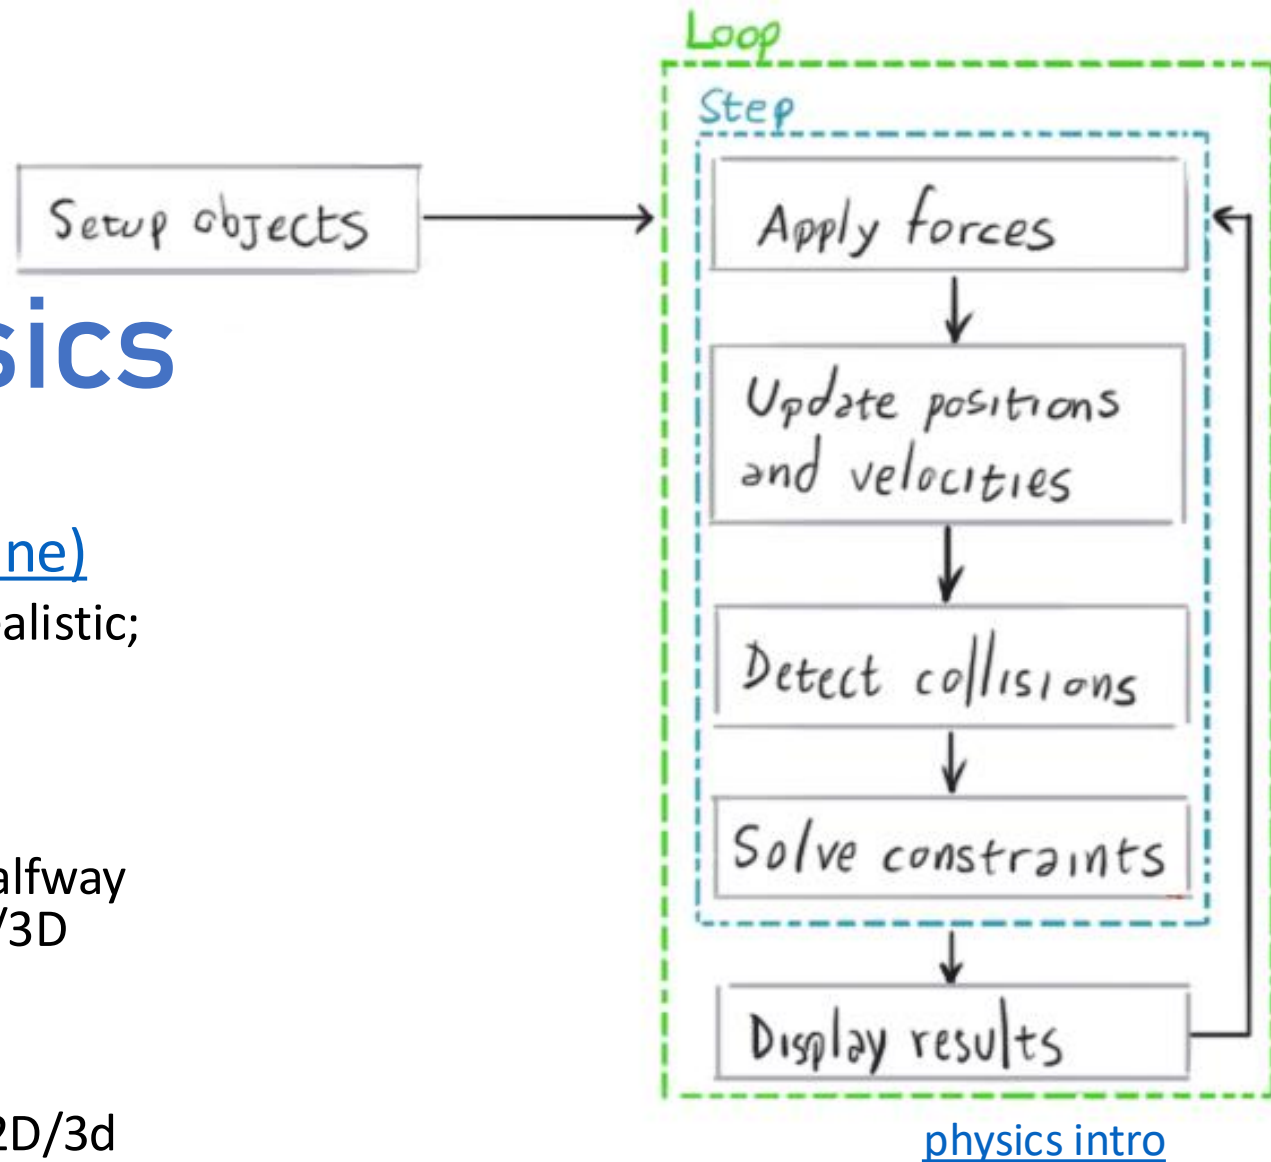 Loop
Step
Setup objects
Apply forces
sics
Update positions
and velocities
ne)
alistic;
Detect collisions
Solve constraints
alfway
/3D
Display results
2D/3d
physics intro